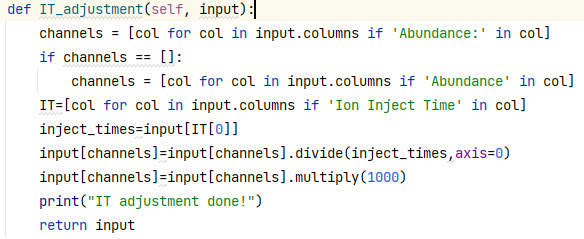 def IT_adjustment(self, input):
    channels = [col for col in input.columns if 'Abundance:' in col]
    if channels == []:
        channels = [col for col in input.columns if 'Abundance' in col]
    IT=[col for col in input.columns if 'Ion Inject Time' in col]
    inject_times=input[IT[0]]
    input[channels]=input[channels].divide(inject_times,axis=0)
    input[channels]=input[channels].multiply(1000)
    print("IT adjustment done!")
    return input